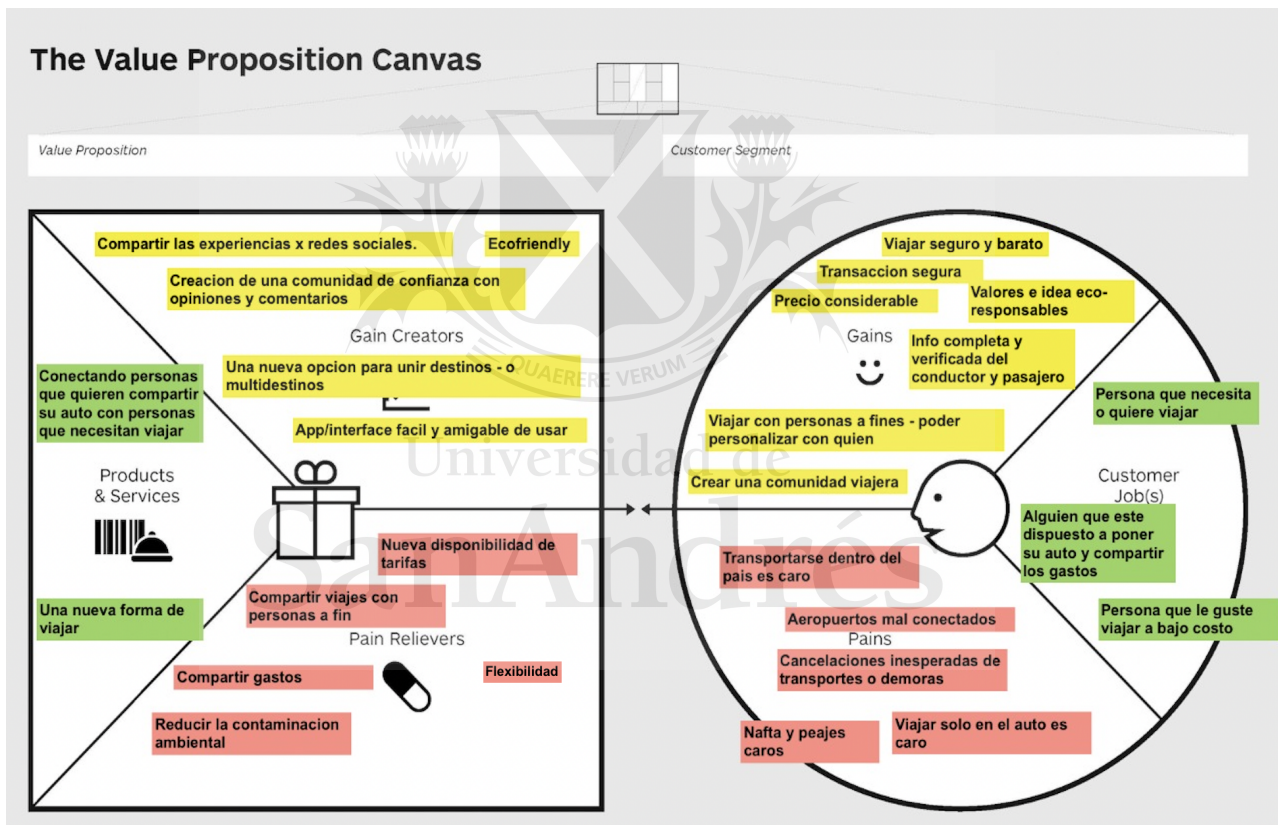 The Value Proposition Canvas
Value Proposition
Customer Segment
Compartir las experiencias x redes sociales.
Ecofriendly
Creacion de una comunidad de confianza con
opiniones y comentarios
Gain Creators
Una nueva opcion para unir destinos - o
multidestinos
App/interface facil y amigable de usar
Conectando personas
que quieren compartir
su auto con personas
que necesitan viajar
Products
& Services
Una nueva forma de
viajar
Nueva disponibilidad de
tarifas
Compartir viajes con
personas a fin
Pain Relievers
Compartir gastos
Flexibilidad
Reducir la contaminacion
ambiental
Viajar seguro y barato
Transaccion segura
Precio considerable
Valores e idea eco-
responsables
Gains
Info completa y
verificada del
conductor y pasajero
Viajar con personas a fines - poder
personalizar con quien
Crear una comunidad viajera
Persona que necesita
o quiere viajar
Customer
Job(s)
Alguien que este
dispuesto a poner
su auto y compartir
los gastos
Persona que le guste
viajar a bajo costo
Transportarse dentro del
pais es caro
Aeropuertos mal conectados
Pains
Cancelaciones inesperadas de
transportes o demoras
Nafta y peajes
caros
Viajar solo en el auto es
caro
QUAERERE VERUM
Universidad de
SanAndrés